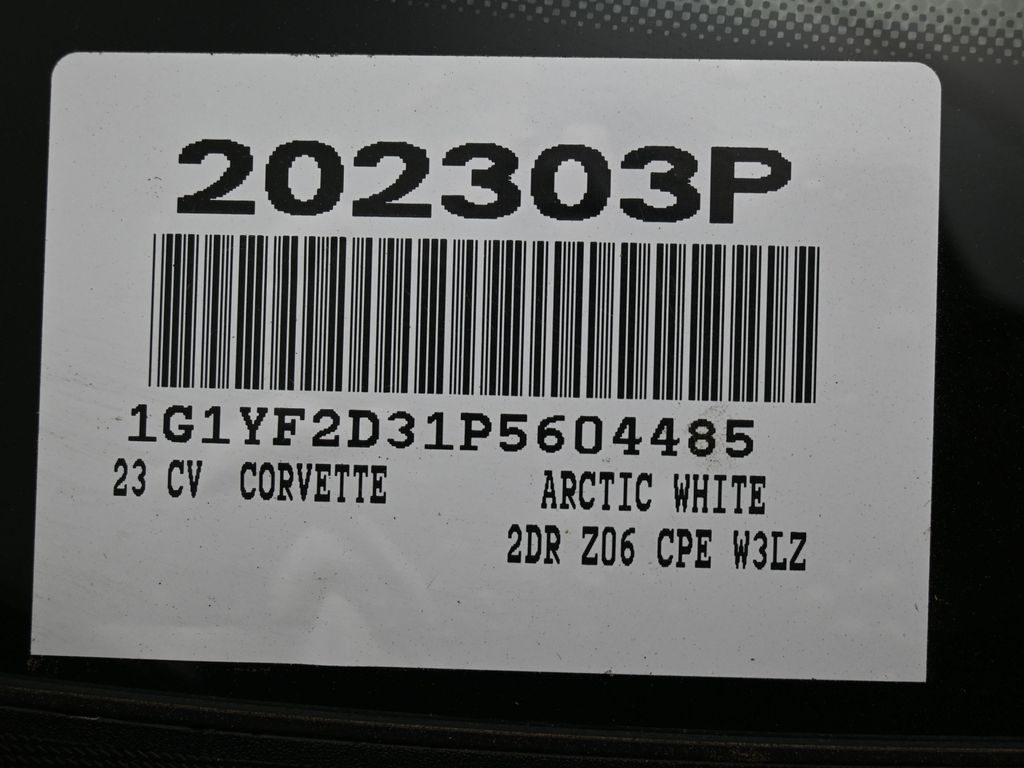 202303P
1G1YF2D31P5604485
23 CV CORVETTE ARCTIC WHITE
2DR Z06 CPE W3LZ